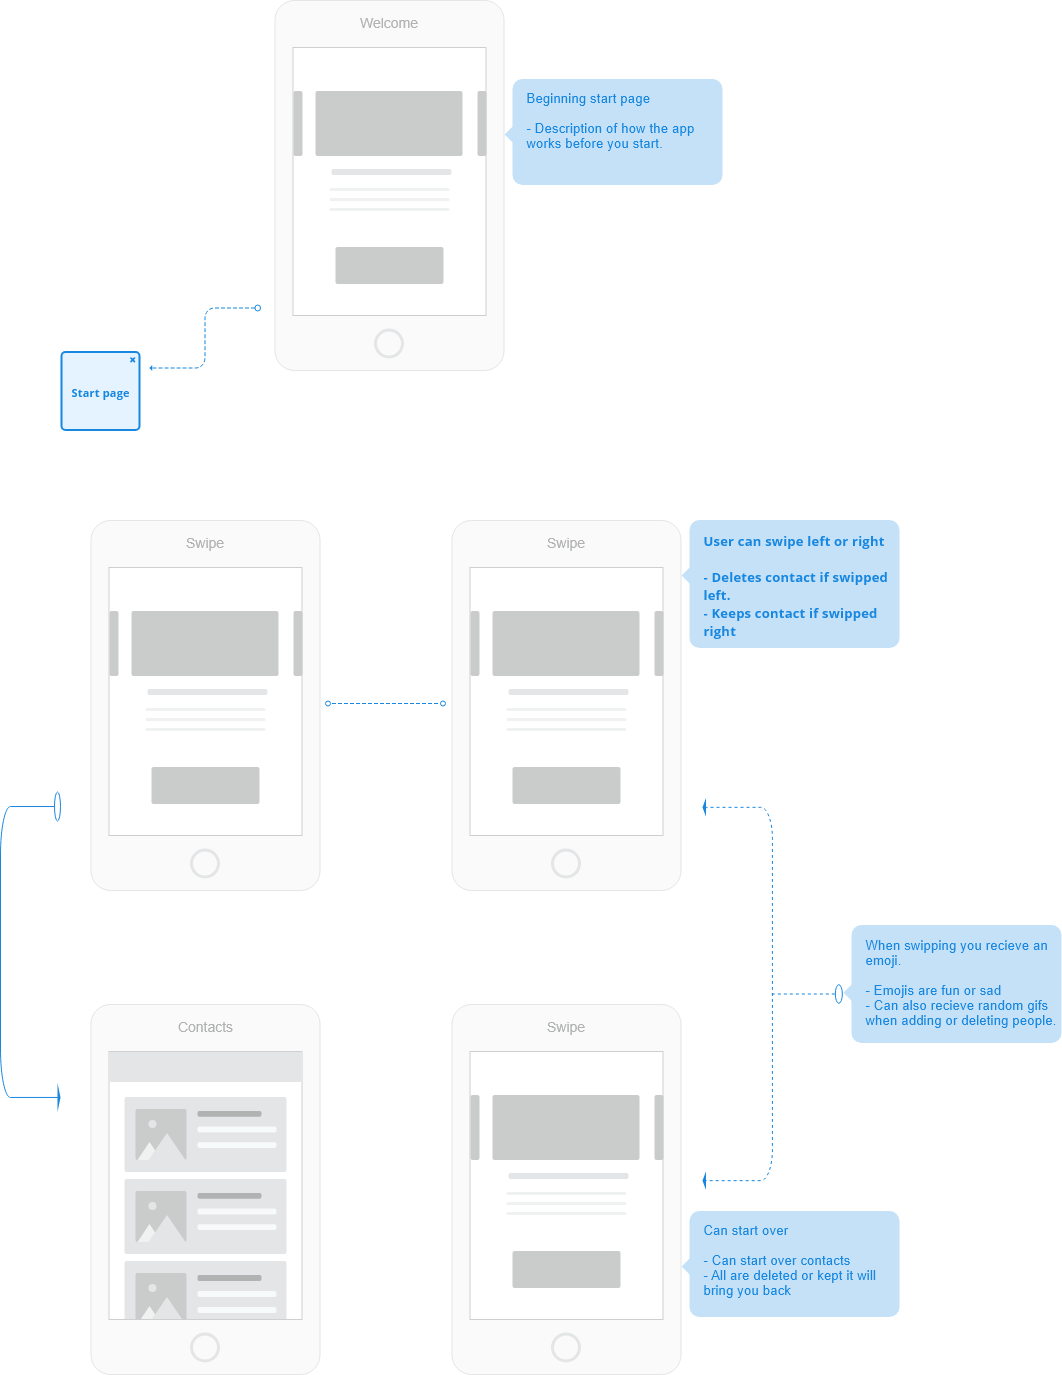 Welcome
Beginning start page
- Description of how the app
works before you start.
Start page
Swipe
Swipe
User can swipe left or right
- Deletes contact if swipped
left.
- Keeps contact if swipped
right
When swipping you recieve an
emoji.
- Emojis are fun or sad
- Can also recieve random gifs
when adding or deleting people.
Contacts
Swipe
Can start over
- Can start over contacts
- All are deleted or kept it will
bring you back